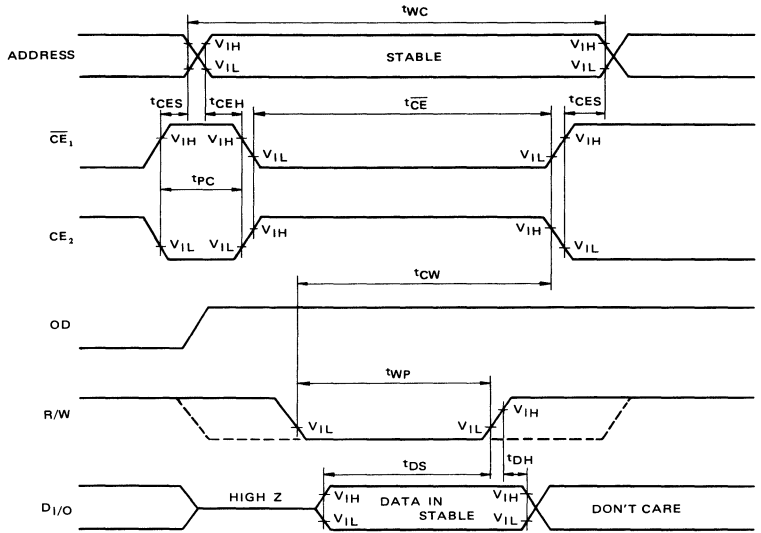 tWC
ADDRESS
VIH
STABLE
VIH
VIL
VIL
tCES
tCEH
tCE
tCES
CE1
VIH
VIH
VIH
VIL
VIL
tPC
CE2
VIL
VIL
VIH
VIH
VIL
tCW
OD
tWP
R/W
VIH
VIL
VIL
tDS
tDH
DI/O
HIGH Z
VIH
DATA IN
VIH
DON'T CARE
VIL
STABLE
VIL